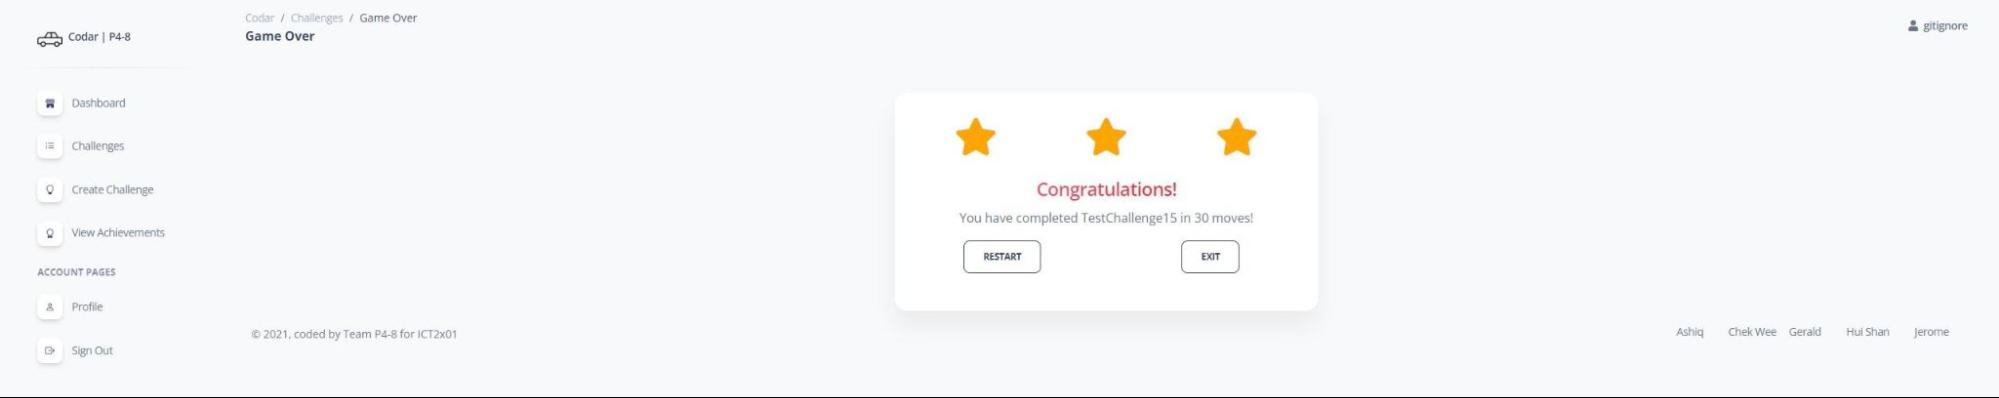 Codar | P4-8
Dashboard
Challenges
Create Challenge
View Achievements
ACCOUNT PAGES
Profile
Sign Out
Codar / Challenges / Game Over
Game Over
gitignore
Congratulations!
You have completed TestChallenge15 in 30 moves!
RESTART EXIT
© 2021, coded by Team P4-8 for ICT2x01
Ashiq Chek Wee Gerald Hui Shan Jerome